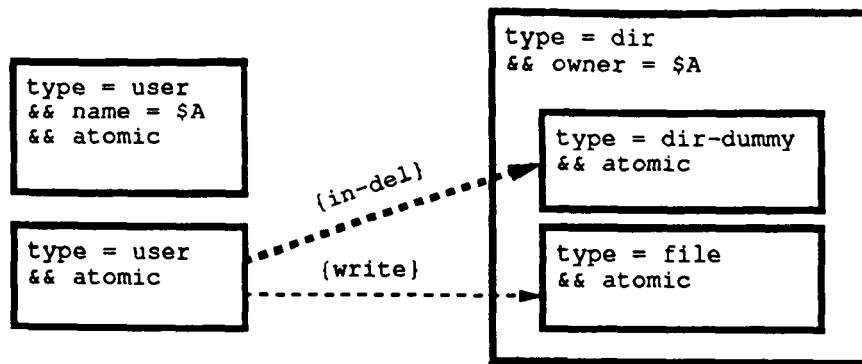 type = dir
&& owner = $A
type = user
&& name = $A
&& atomic
type = dir-dummy
&& atomic
{in-del}
type = user
&& atomic
{write}
type = file
&& atomic